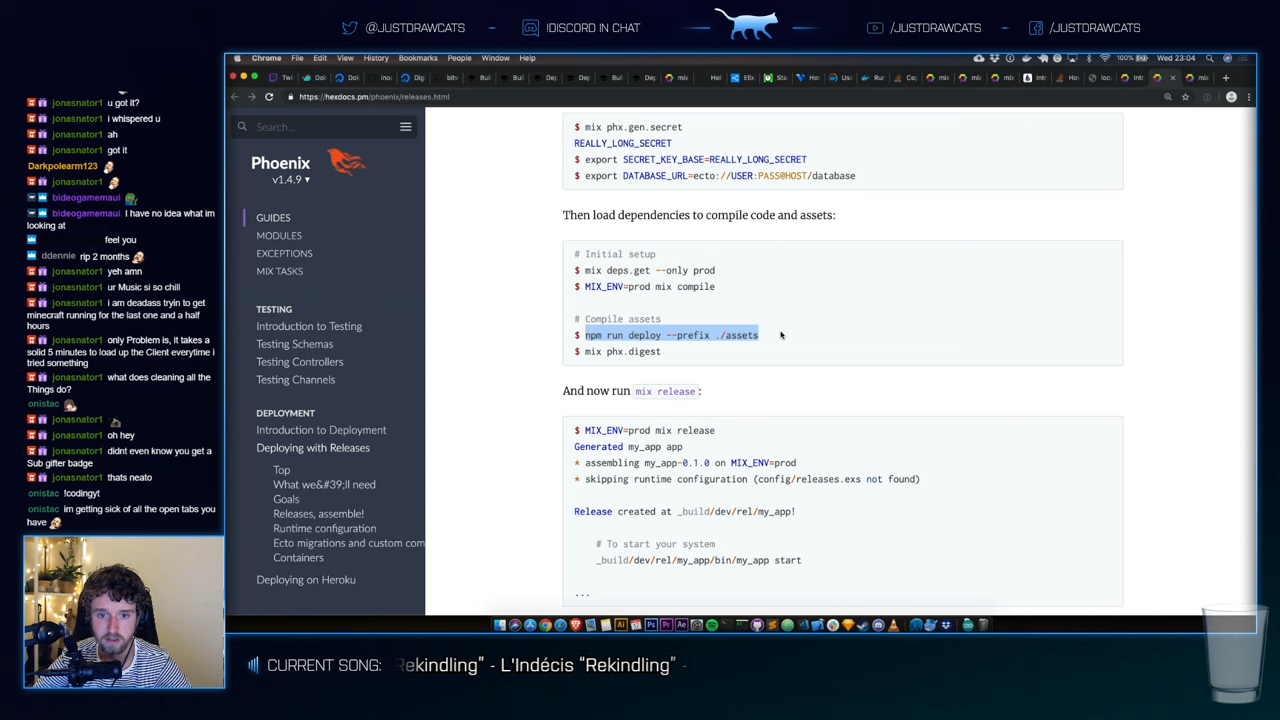 @JUSTDRAWCATS
!DISCORD IN CHAT
/JUSTDRAWCATS
/JUSTDRAWCATS
jonasnator1 u got it?
jonasnator1 i whispered u
jonasnator1 ah
jonasnator1 got it
Darkpolearm123
jonasnator1
bideogamemaui
bideogamemaui I have no idea what im
looking at
feel you
ddennie rip 2 months
jonasnator1 yeh amn
jonasnator1 ur Music si so chill
jonasnator1 i am deadass tryin to get
minecraft running for the last one and a half
hours
jonasnator1 only Problem is, it takes a
solid 5 minutes to load up the Client everytime i
tried something
jonasnator1 what does cleaning all the
Things do?
onistac
jonasnator1
jonasnator1 oh hey
jonasnator1 didnt even know you get a
Sub gifter badge
jonasnator1 thats neato
onistac !codingyt
onistac im getting sick of all the open tabs you
have
Chrome File Edit View History Bookmarks People Window Help
100% Wed 23:04
https://hexdocs.pm/phoenix/releases.html
Search...
Phoenix
v1.4.9 ▾
GUIDES
MODULES
EXCEPTIONS
MIX TASKS
TESTING
Introduction to Testing
Testing Schemas
Testing Controllers
Testing Channels
DEPLOYMENT
Introduction to Deployment
Deploying with Releases
Top
What we&#39;ll need
Goals
Releases, assemble!
Runtime configuration
Ecto migrations and custom com
Containers
Deploying on Heroku
$ mix phx.gen.secret
REALLY_LONG_SECRET
$ export SECRET_KEY_BASE=REALLY_LONG_SECRET
$ export DATABASE_URL=ecto://USER:PASS@HOST/database
Then load dependencies to compile code and assets:
# Initial setup
$ mix deps.get --only prod
$ MIX_ENV=prod mix compile
# Compile assets
$ npm run deploy --prefix ./assets
$ mix phx.digest
And now run mix release:
$ MIX_ENV=prod mix release
Generated my_app app
* assembling my_app-0.1.0 on MIX_ENV=prod
* skipping runtime configuration (config/releases.exs not found)
Release created at _build/dev/rel/my_app!
# To start your system
_build/dev/rel/my_app/bin/my_app start
...
CURRENT SONG: Rekindling" - L'Indécis "Rekindling" -